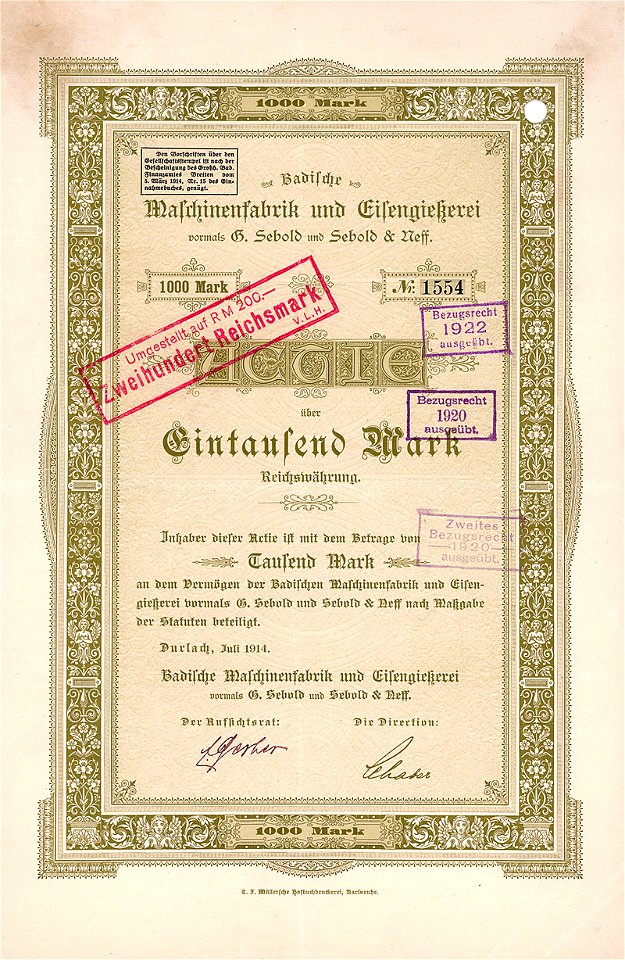 1000 Mark
Den Vorschriften über den
Gesellschaftsstempel ist nach der
Bescheinigung des Großh. Bad.
Finanzamtes Bretten vom
5. März 1914, Nr. 15 des Ein-
nahmebuches, genügt.
Badische
Maschinenfabrik und Eisengießerei
vormals G. Sebold und Sebold & Neff.
1000 Mark
№ 1554
Umgestellt auf RM 200.—
Zweihundert Reichsmark
V.L.H.
Bezugsrecht
1922
ausgeübt.
Actie
Bezugsrecht
1920
ausgeübt.
über
Eintausend Mark
Reichswährung.
Zweites
Bezugsrecht
—1920—
ausgeübt.
Inhaber dieser Actie ist mit dem Betrage von
Tausend Mark
an dem Vermögen der Badischen Maschinenfabrik und Eisen-
gießerei vormals G. Sebold und Sebold & Neff nach Maßgabe
der Statuten beteiligt.
Durlach, Juli 1914.
Badische Maschinenfabrik und Eisengießerei
vormals G. Sebold und Sebold & Neff.
Der Aufsichtsrat:
Die Direction:
1000 Mark
C. F. Müllersche Hofbuchdruckerei, Karlsruhe.